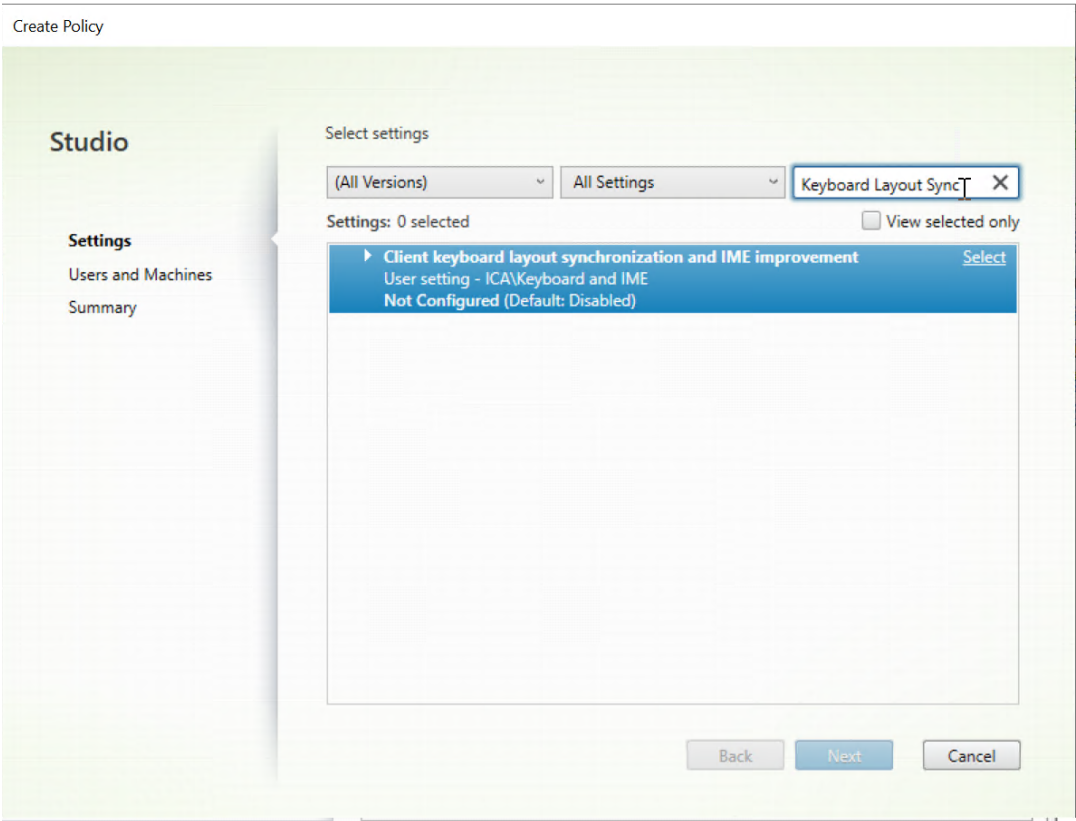 Create Policy
Studio
Settings
Users and Machines
Summary
Select settings
(All Versions)
All Settings
Keyboard Layout Sync
Settings: 0 selected
View selected only
Client keyboard layout synchronization and IME improvement
Select
User setting - ICA\Keyboard and IME
Not Configured (Default: Disabled)
Back
Next
Cancel